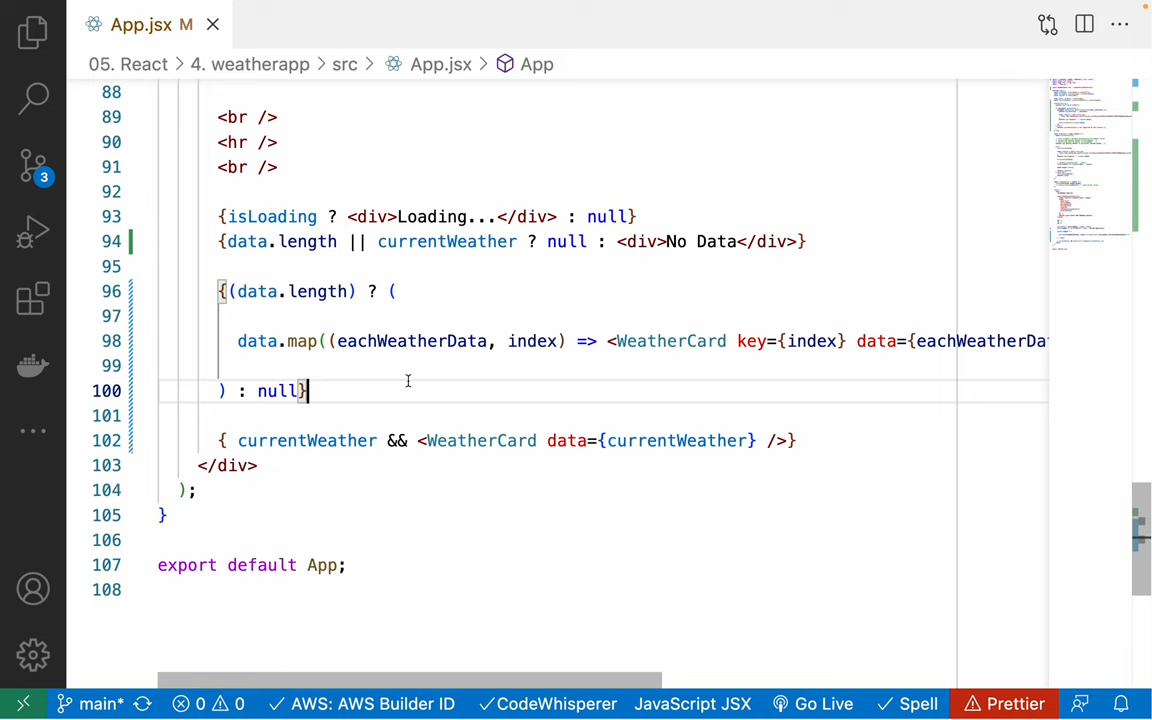 App.jsx M
05. React > 4. weatherapp > src > App.jsx > App
88
89 <br />
90 <hr />
91 <br />
92
93 {isLoading ? <div>Loading...</div> : null}
94 {data.length || currentWeather ? null : <div>No Data</div>}
95
96 {(data.length) ? (
97
98 data.map((eachWeatherData, index) => <WeatherCard key={index} data={eachWeatherDat
99
100 ) : null}
101
102 { currentWeather && <WeatherCard data={currentWeather} />}
103 </div>
104 );
105 }
106
107 export default App;
108
3
main* 0 0 AWS: AWS Builder ID CodeWhisperer JavaScript JSX Go Live Spell Prettier